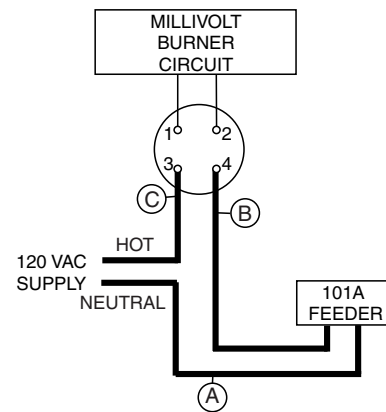 MILLIVOLT
BURNER
CIRCUIT
1 2
3 4
C
B
HOT
120 VAC
SUPPLY
NEUTRAL
101A
FEEDER
A